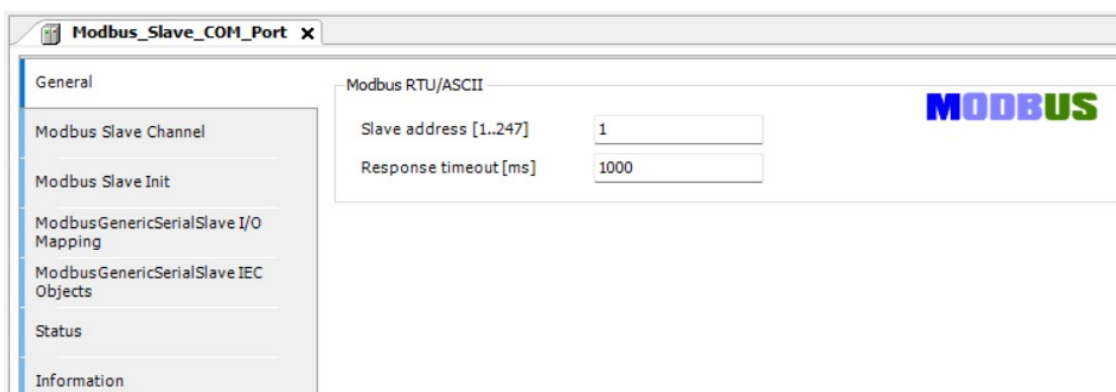 Modbus_Slave_COM_Port X
General
Modbus Slave Channel
Modbus Slave Init
ModbusGenericSerialSlave I/O
Mapping
ModbusGenericSerialSlave IEC
Objects
Status
Information
Modbus RTU/ASCII
MODBUS
Slave address [1..247] 1
Response timeout [ms] 1000